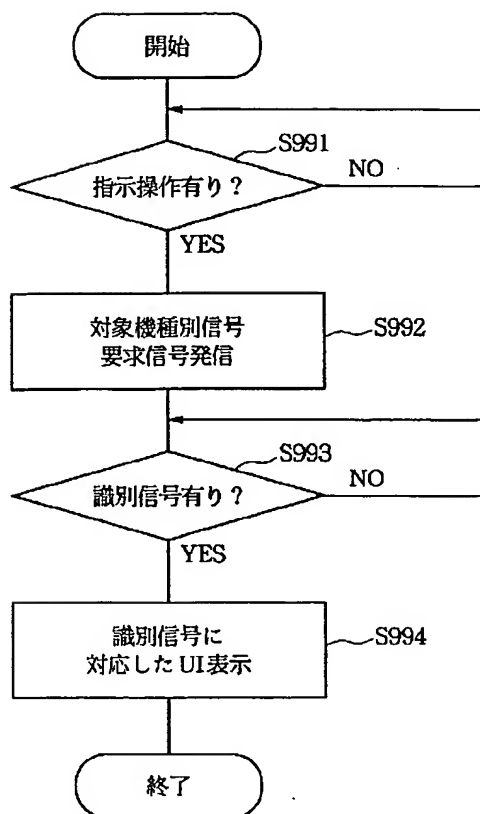 開始
S991
指示操作有り？
NO
YES
対象機種別信号
要求信号発信
S992
S993
識別信号有り？
NO
YES
識別信号に
対応したUI表示
S994
終了